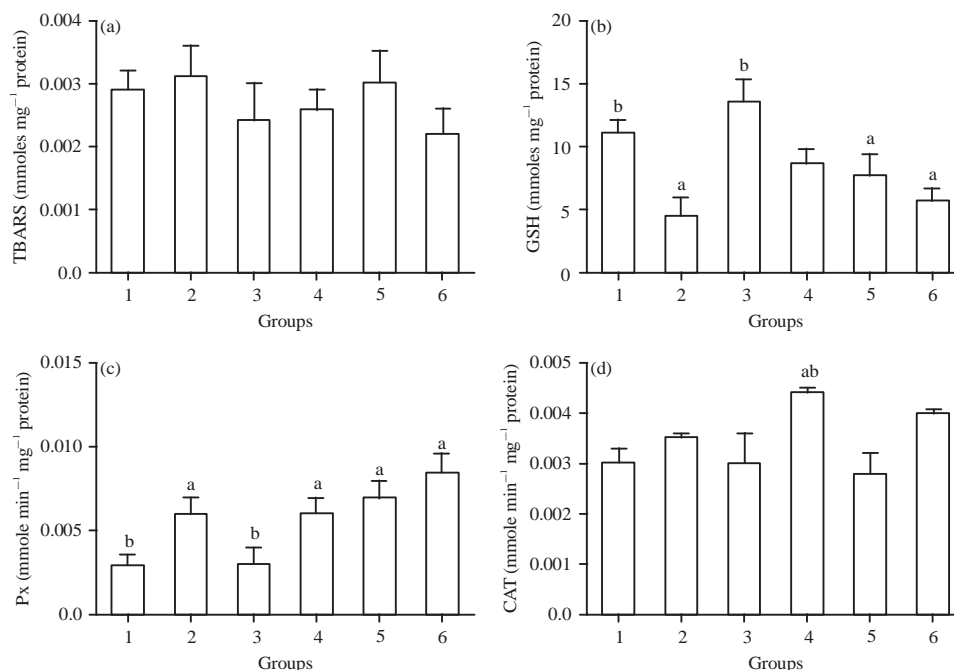 (a)
TBARS (mmoles mg⁻¹ protein)
0.004
0.003
0.002
0.001
0.0
1 2 3 4 5 6
Groups
(b)
GSH (mmoles mg⁻¹ protein)
20
15
10
5
0
b
a
b
a
a
1 2 3 4 5 6
Groups
(c)
Px (mmole min⁻¹ mg⁻¹ protein)
0.015
0.010
0.005
0.0
b
a
b
a
a
a
1 2 3 4 5 6
Groups
(d)
CAT (mmole min⁻¹ mg⁻¹ protein)
0.005
0.004
0.003
0.002
0.001
0.0
ab
1 2 3 4 5 6
Groups